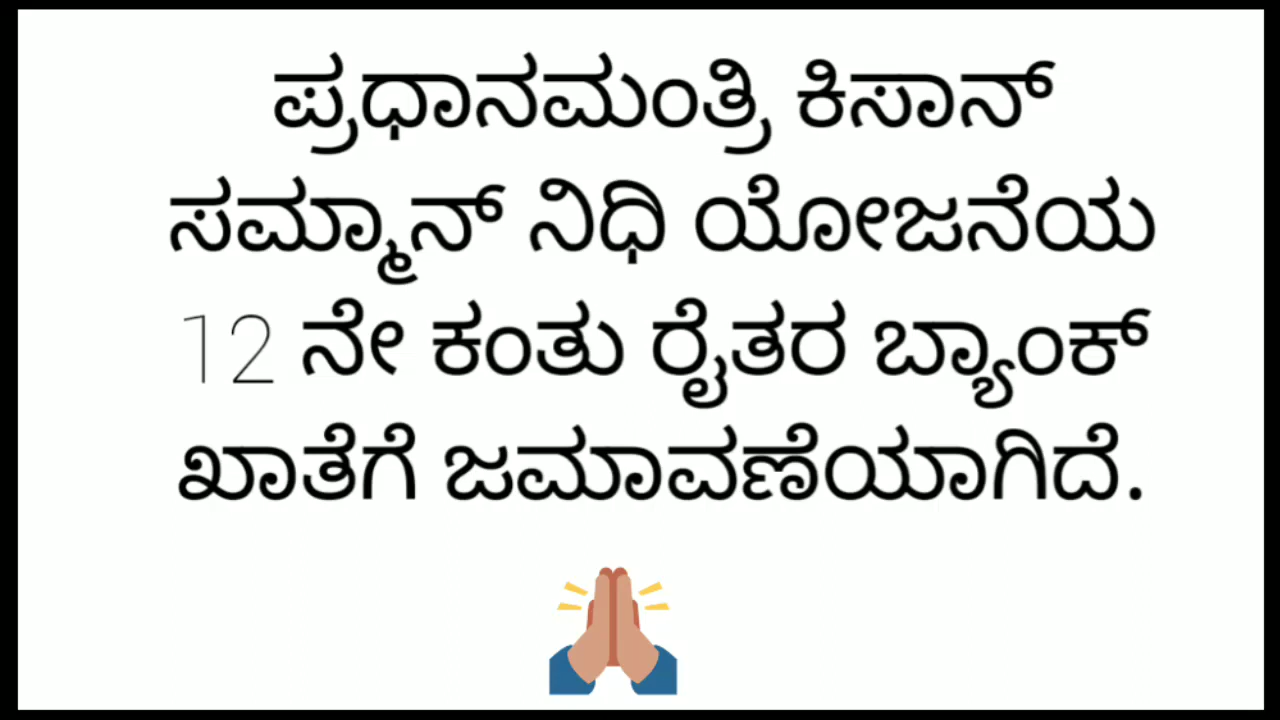 ಪ್ರಧಾನಮಂತ್ರಿ ಕಿಸಾನ್
ಸಮ್ಮಾನ್ ನಿಧಿ ಯೋಜನೆಯ
12 ನೇ ಕಂತು ರೈತರ ಬ್ಯಾಂಕ್
ಖಾತೆಗೆ ಜಮಾವಣೆಯಾಗಿದೆ.